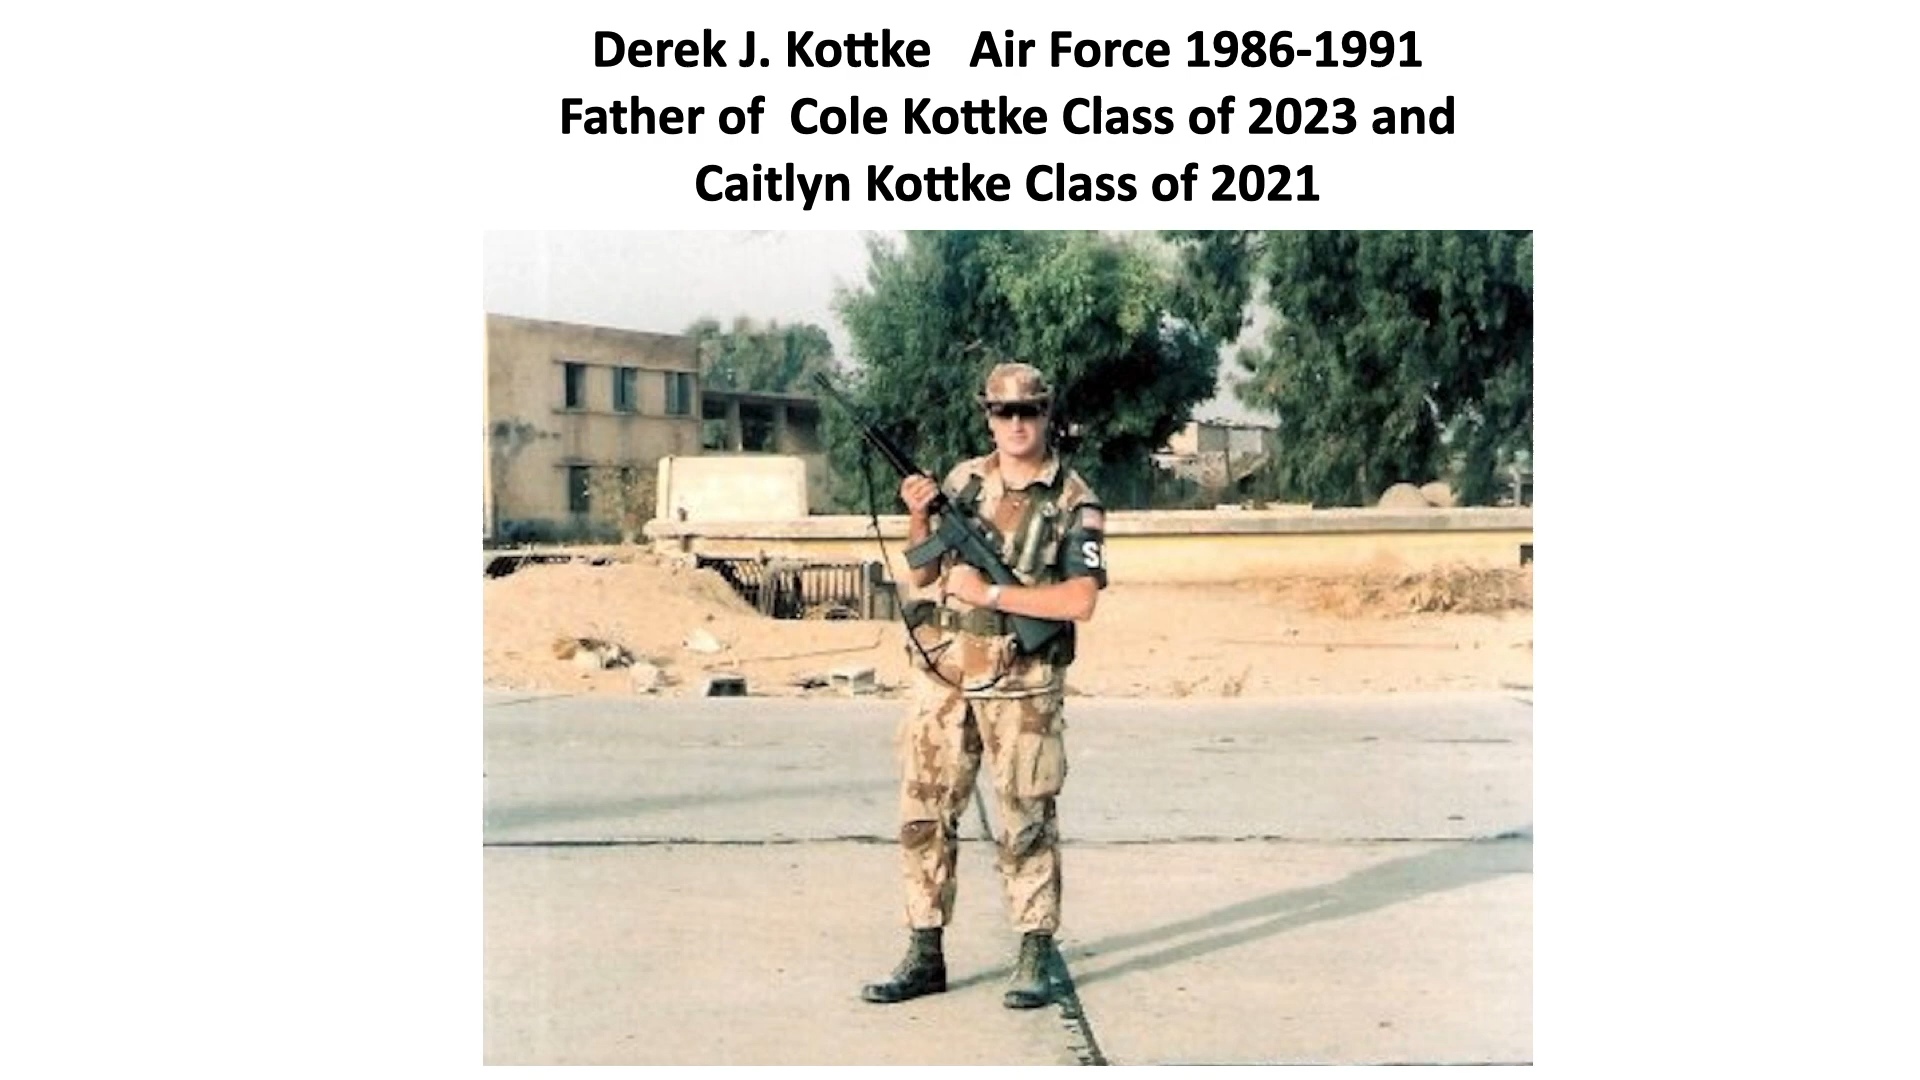 Derek J. Kottke Air Force 1986-1991
Father of Cole Kottke Class of 2023 and
Caitlyn Kottke Class of 2021
S